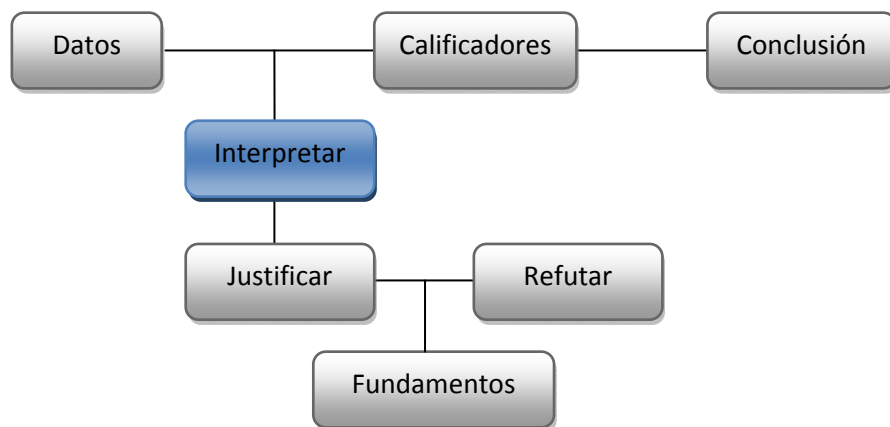 Datos
Calificadores
Conclusión
Interpretar
Justificar
Refutar
Fundamentos